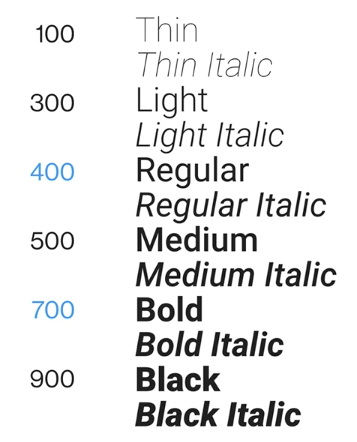 100 Thin
Thin Italic
300 Light
Light Italic
400 Regular
Regular Italic
500 Medium
Medium Italic
700 Bold
Bold Italic
900 Black
Black Italic